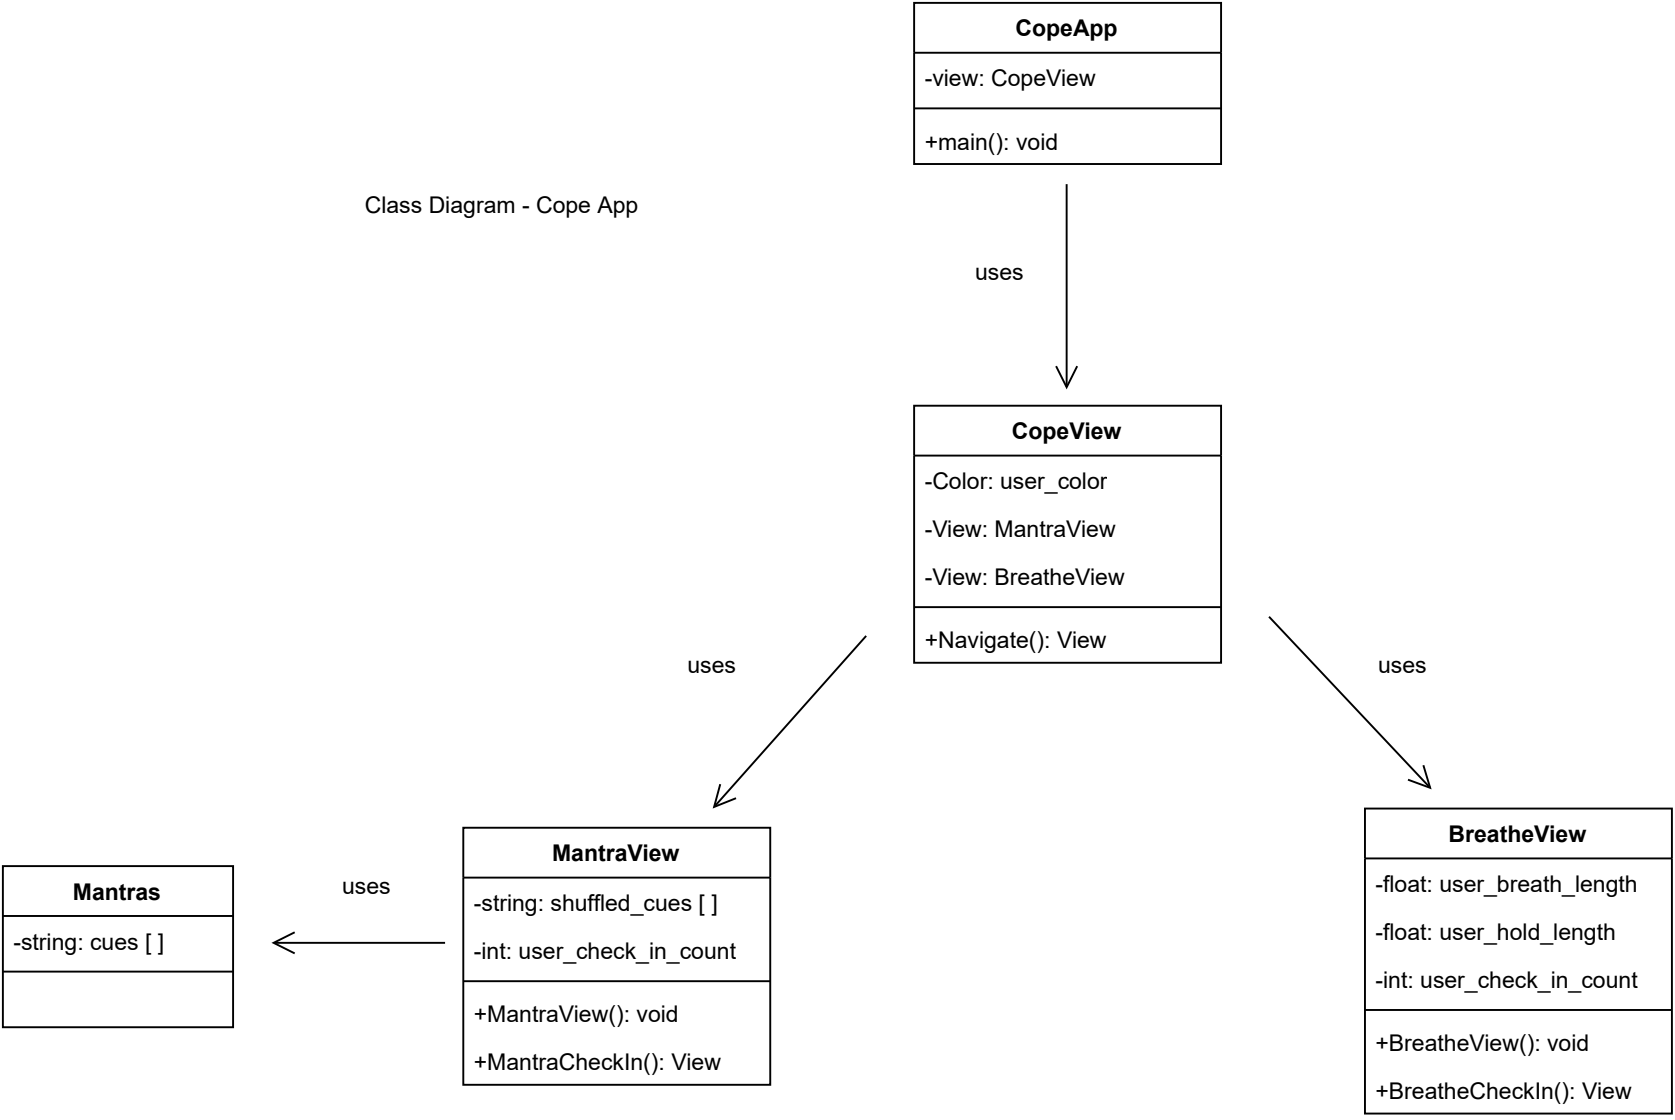 CopeApp
-view: CopeView
+main(): void
Class Diagram - Cope App
uses
CopeView
-Color: user_color
-View: MantraView
-View: BreatheView
+Navigate(): View
uses
uses
Mantras
-string: cues [ ]
uses
MantraView
-string: shuffled_cues [ ]
-int: user_check_in_count
+MantraView(): void
+MantraCheckIn(): View
BreatheView
-float: user_breath_length
-float: user_hold_length
-int: user_check_in_count
+BreatheView(): void
+BreatheCheckIn(): View